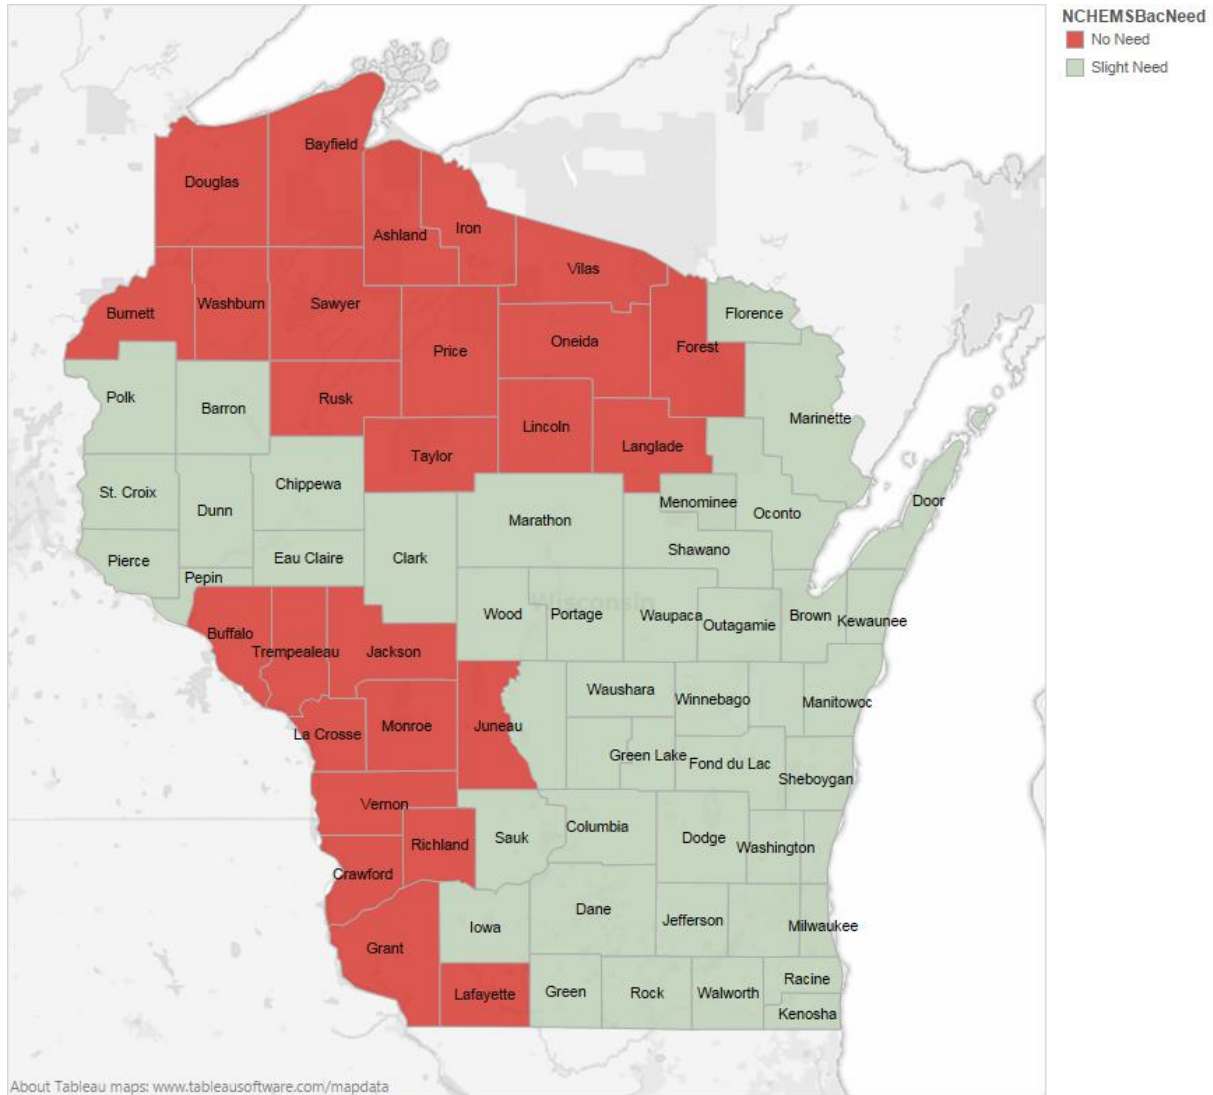 NCHEMSBacNeed
No Need
Slight Need
Bayfield
Douglas
Ashland
Iron
Vilas
Burnett
Washburn
Sawyer
Florence
Price
Oneida
Forest
Polk
Barron
Rusk
Lincoln
Marinette
Taylor
Langlade
Chippewa
St. Croix
Dunn
Marathon
Menominee
Oconto
Door
Pierce
Eau Claire
Clark
Shawano
Pepin
Wisconsin
Wood
Portage
Waupaca
Outagamie
Brown
Kewaunee
Buffalo
Trempealeau
Jackson
Waushara
Winnebago
Manitowoc
La Crosse
Monroe
Juneau
Green Lake
Fond du Lac
Sheboygan
Vernon
Richland
Sauk
Columbia
Dodge
Washington
Crawford
Dane
Jefferson
Milwaukee
Iowa
Grant
Lafayette
Green
Rock
Walworth
Racine
Kenosha
About Tableau maps: www.tableausoftware.com/mapdata